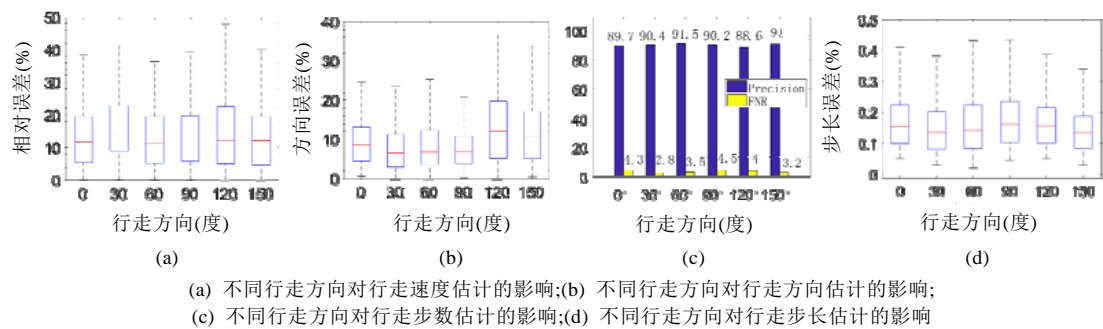 相对误差(%)
50
40
30
20
10
0
0 30 60 90 120 150
行走方向(度)
(a)
方向误差(%)
40
30
20
10
0
0 30 60 90 120 150
行走方向(度)
(b)
100
80
60
40
20
0
89.7 90.4 91.5 90.2 88.6 91
Precision
FNR
4.3 2.8 3.5 4.5 4 3.2
0° 30° 60° 90° 120° 150°
行走方向(度)
(c)
步长误差(%)
0.5
0.4
0.3
0.2
0.1
0
0 30 60 90 120 150
行走方向(度)
(d)
(a) 不同行走方向对行走速度估计的影响;(b) 不同行走方向对行走方向估计的影响;
(c) 不同行走方向对行走步数估计的影响;(d) 不同行走方向对行走步长估计的影响